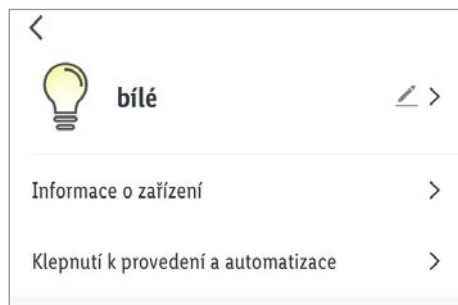 bílé
Informace o zařízení
Klepnutí k provedení a automatizace